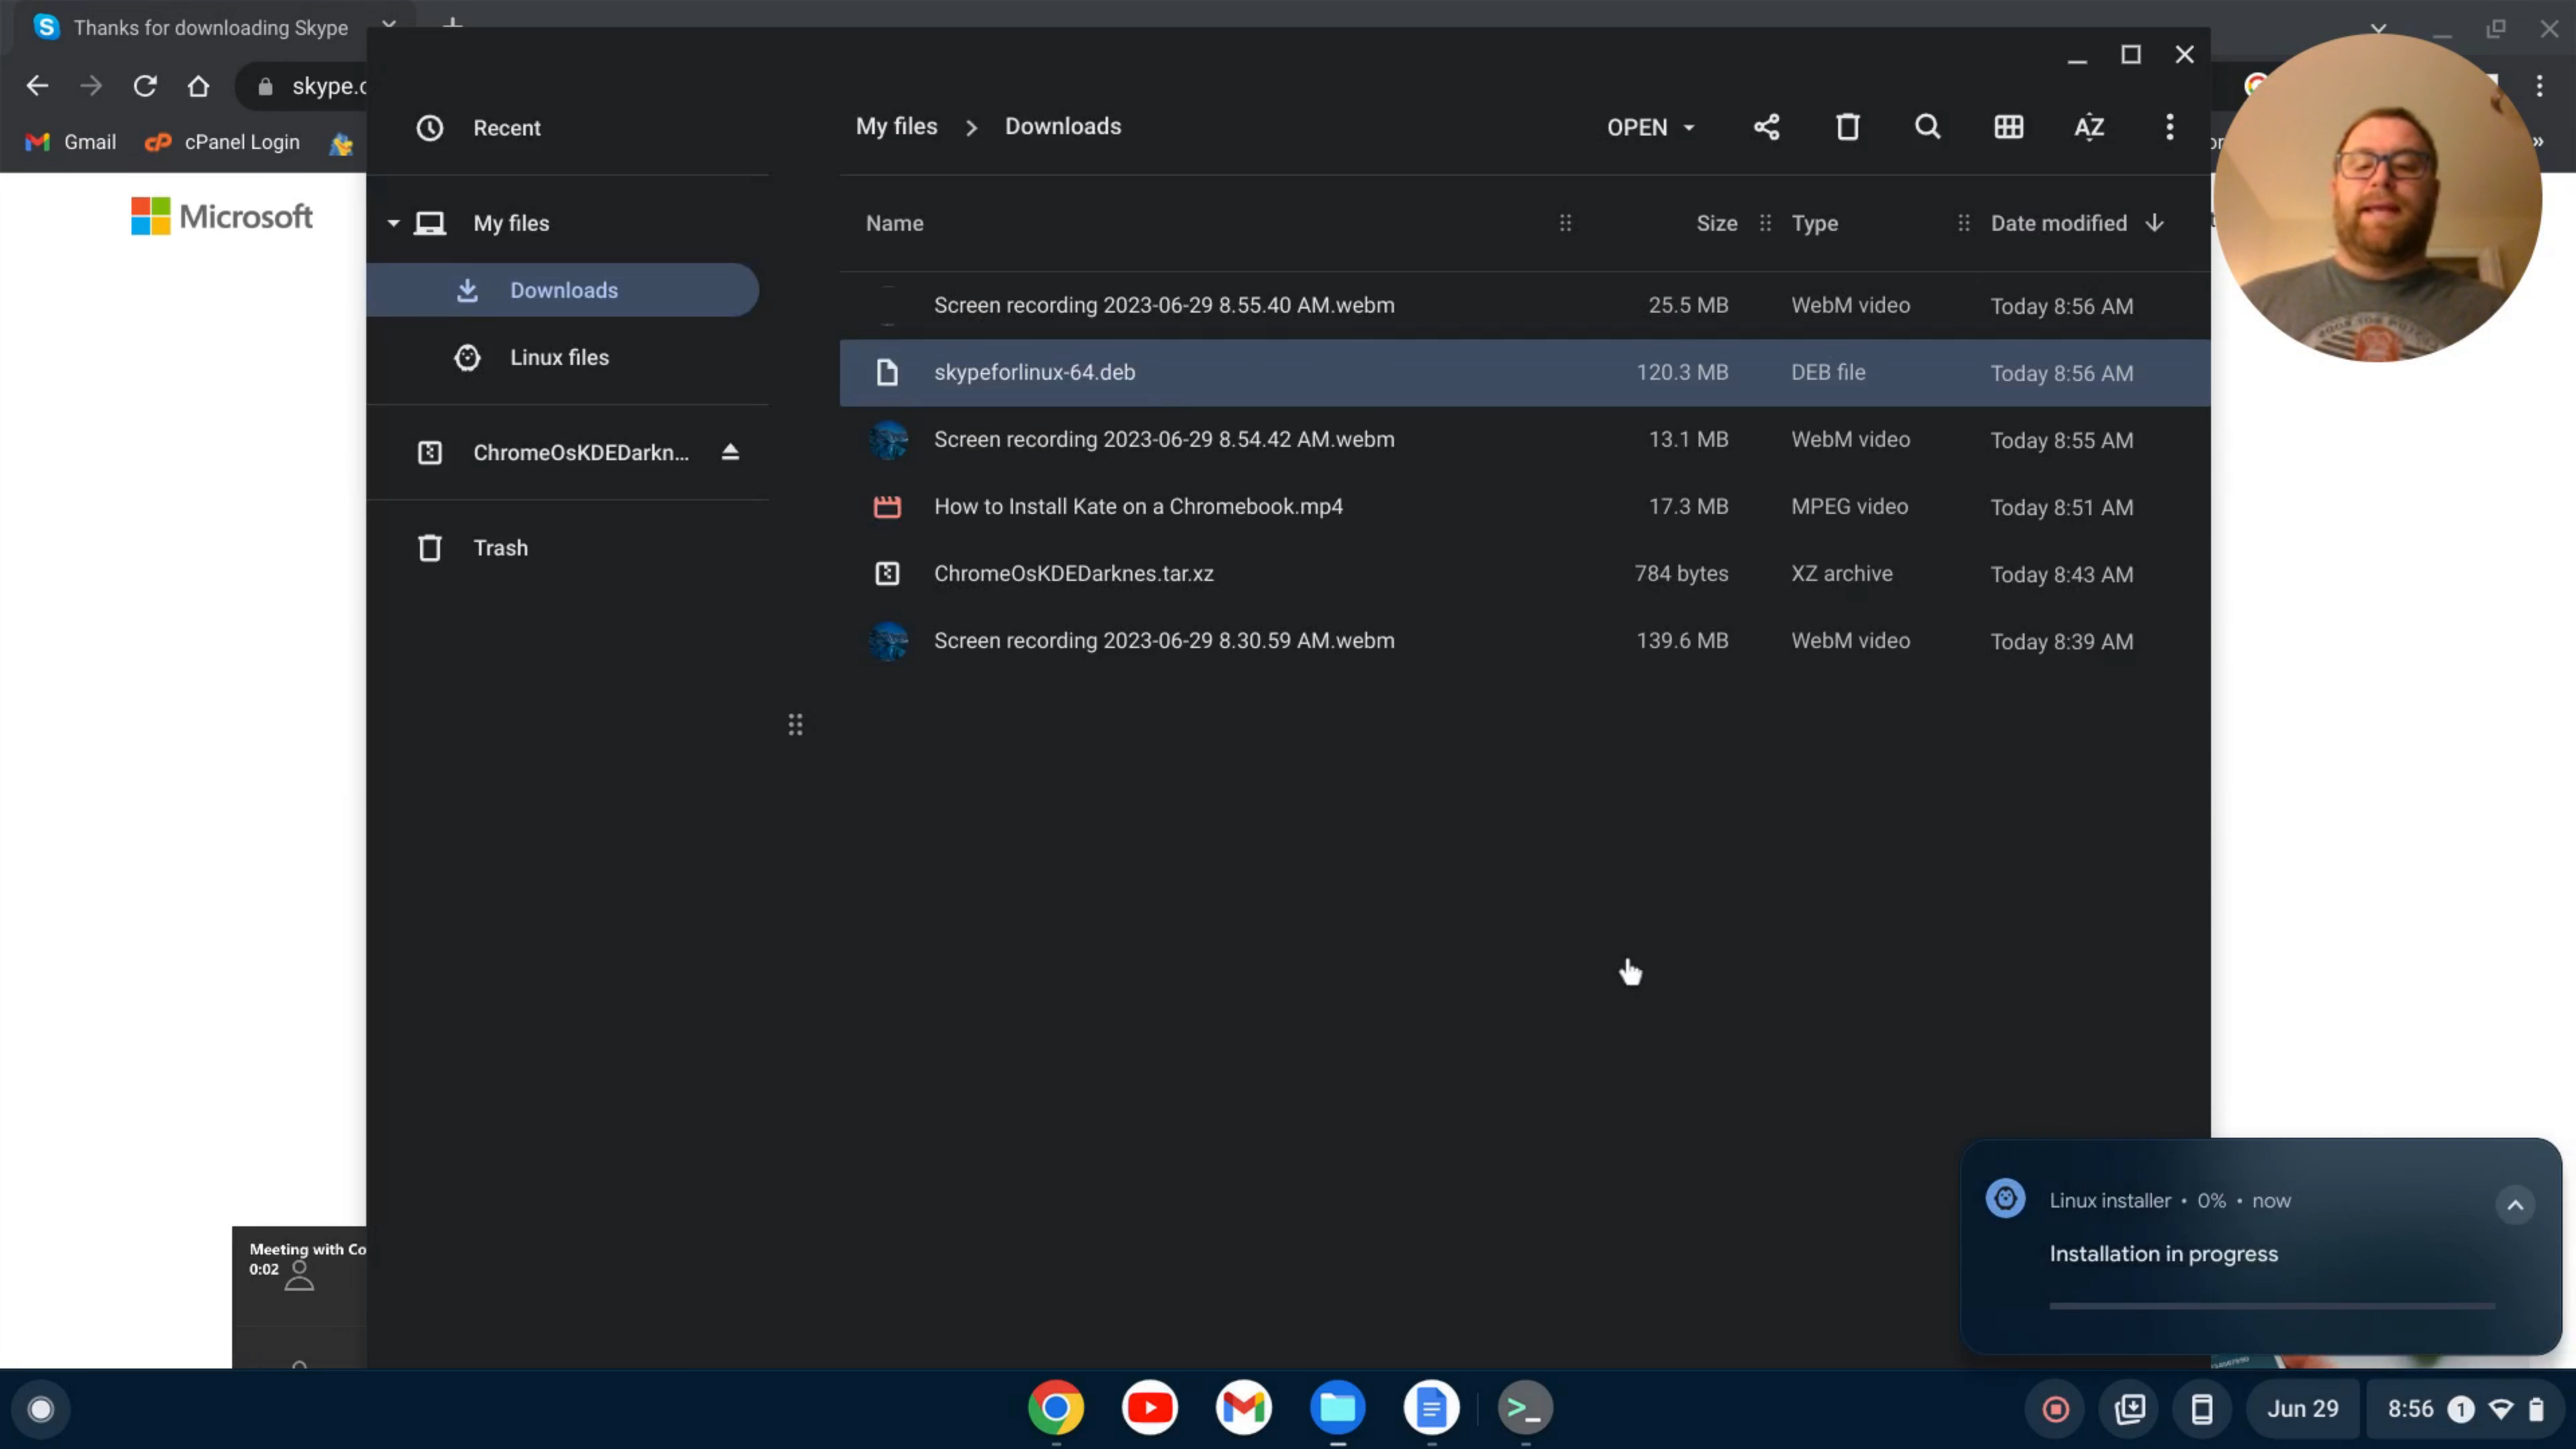 Thanks for downloading Skype
skype.c
Gmail
cPanel Login
Microsoft
Recent
My files
Downloads
Linux files
ChromeOsKDEDarkn...
Trash
My files > Downloads
OPEN
AZ
Name Size Type Date modified
Screen recording 2023-06-29 8.55.40 AM.webm 25.5 MB WebM video Today 8:56 AM
skypeforlinux-64.deb 120.3 MB DEB file Today 8:56 AM
Screen recording 2023-06-29 8.54.42 AM.webm 13.1 MB WebM video Today 8:55 AM
How to Install Kate on a Chromebook.mp4 17.3 MB MPEG video Today 8:51 AM
ChromeOsKDEDarknes.tar.xz 784 bytes XZ archive Today 8:43 AM
Screen recording 2023-06-29 8.30.59 AM.webm 139.6 MB WebM video Today 8:39 AM
Meeting with Co
0:02
Linux installer • 0% • now
Installation in progress
Jun 29
8:56 1